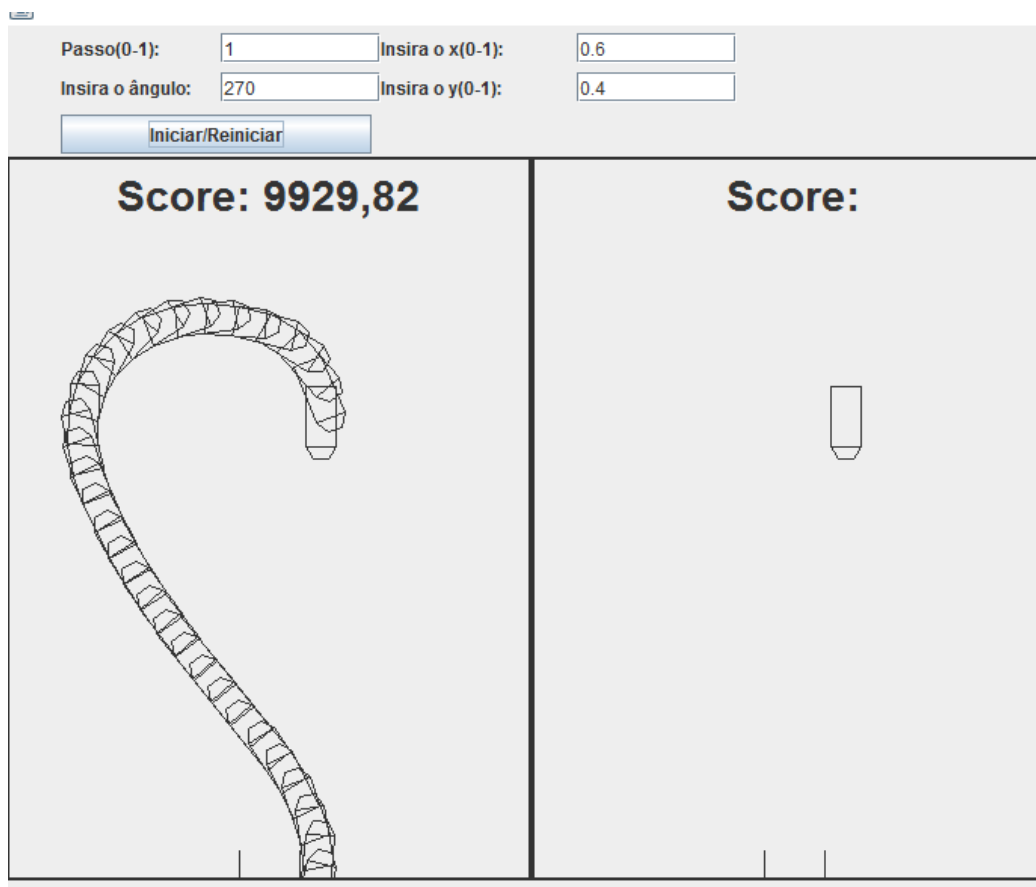 Passo(0-1): 1 Insira o x(0-1): 0.6
Insira o ângulo: 270 Insira o y(0-1): 0.4
Iniciar/Reiniciar
Score: 9929,82
Score: